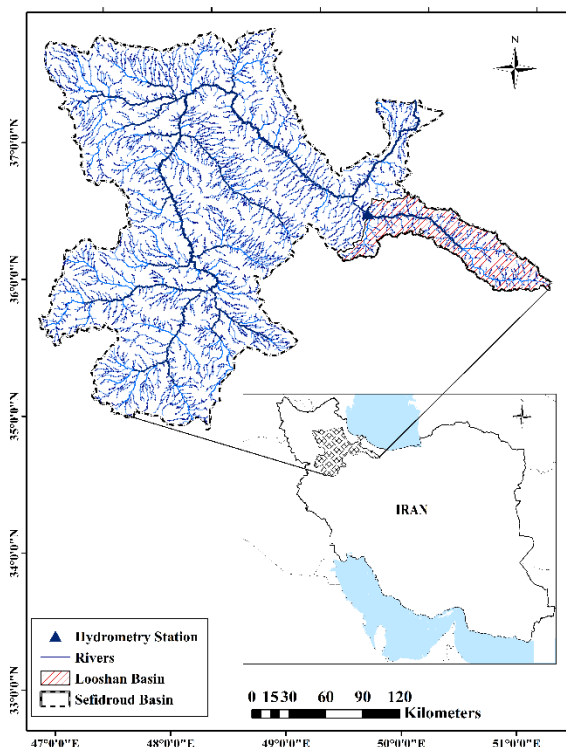 N
37°0'0"N
36°0'0"N
35°0'0"N
34°0'0"N
33°0'0"N
N
IRAN
Hydrometry Station
Rivers
Looshan Basin
Sefidroud Basin
0 15 30 60 90 120
Kilometers
47°0'0"E 48°0'0"E 49°0'0"E 50°0'0"E 51°0'0"E